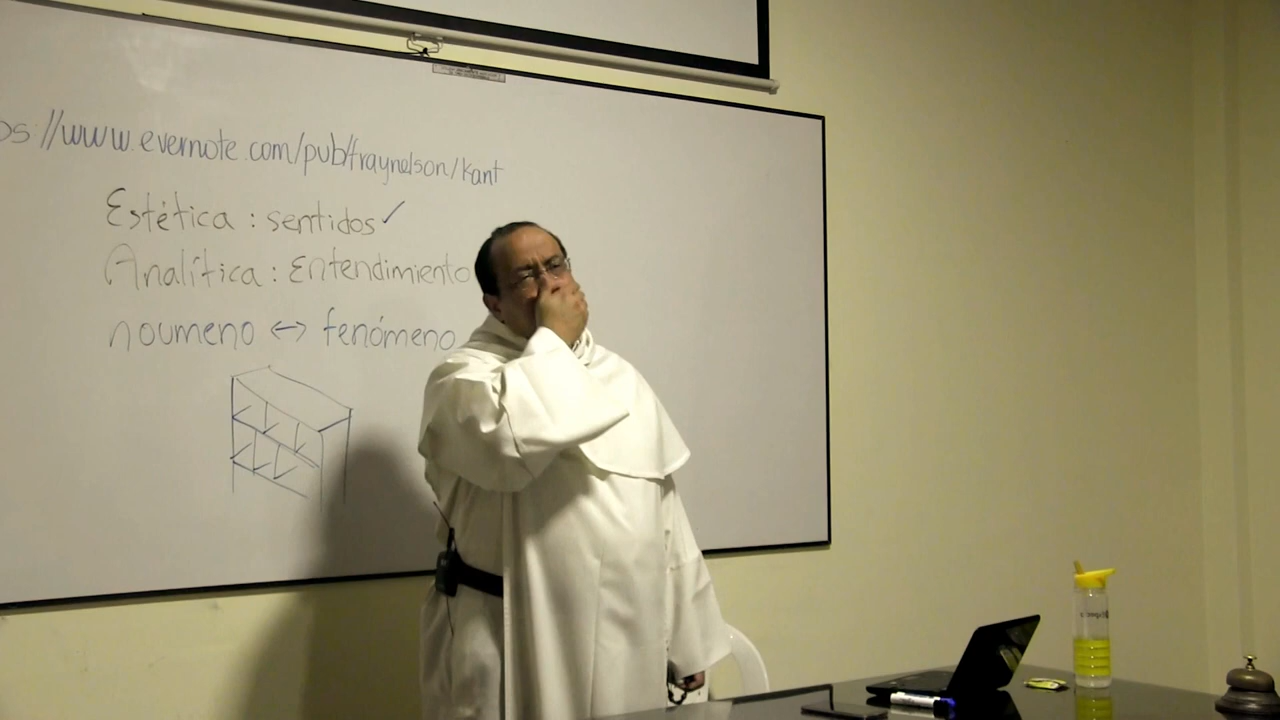 os://www.evernote.com/pub/fraynelson/kant
Estética : sentidos✓
Analítica : Entendimiento
noumeno <-> fenómeno